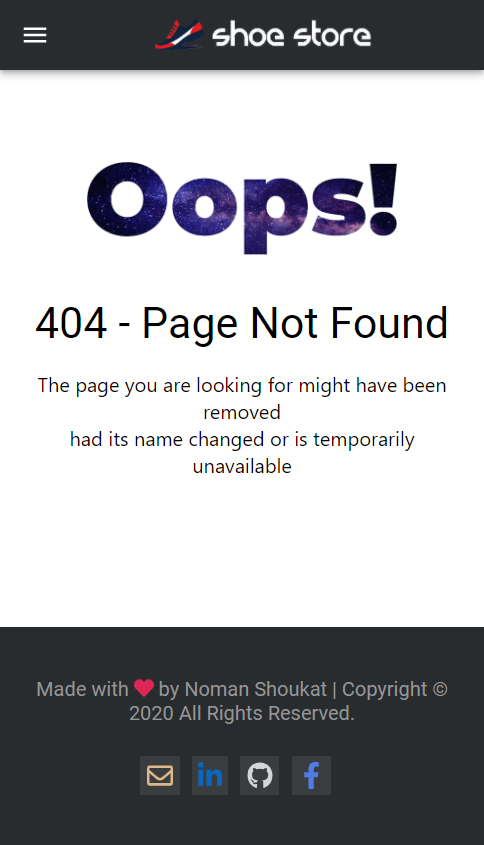 shoe store
Oops!
404 - Page Not Found
The page you are looking for might have been
removed
had its name changed or is temporarily
unavailable
Made with ❤ by Noman Shoukat | Copyright ©
2020 All Rights Reserved.